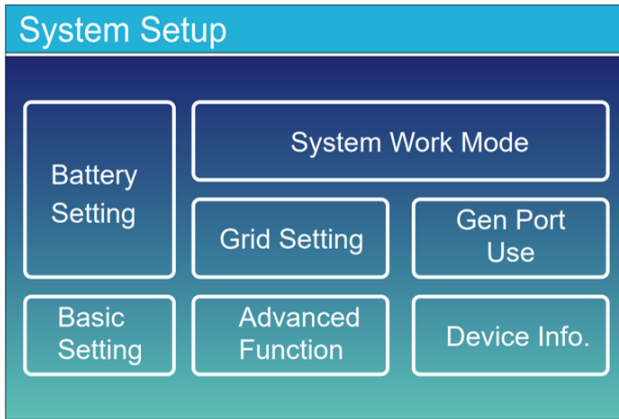 System Setup
Battery
Setting
System Work Mode
Grid Setting
Gen Port
Use
Basic
Setting
Advanced
Function
Device Info.